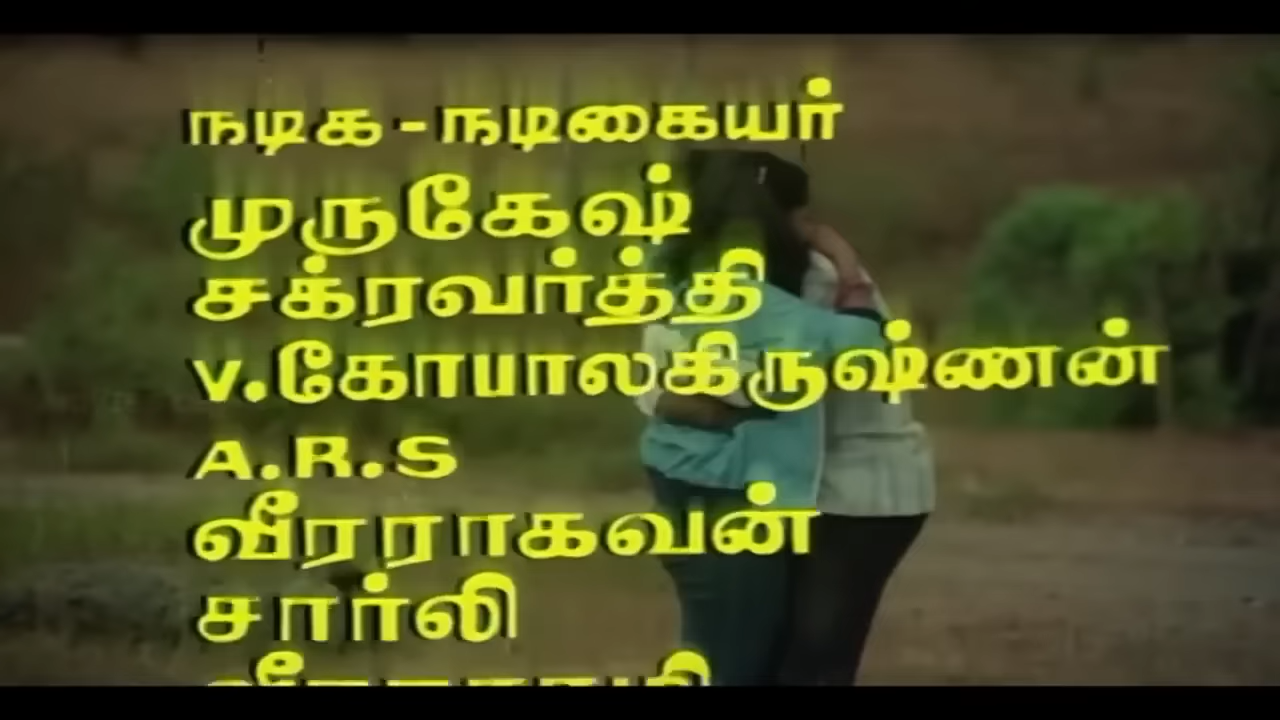 நடிக - நடிகையர்
முருகேஷ்
சக்ரவர்த்தி
V.கோபாலகிருஷ்ணன்
A.R.S
வீரராகவன்
சார்லி